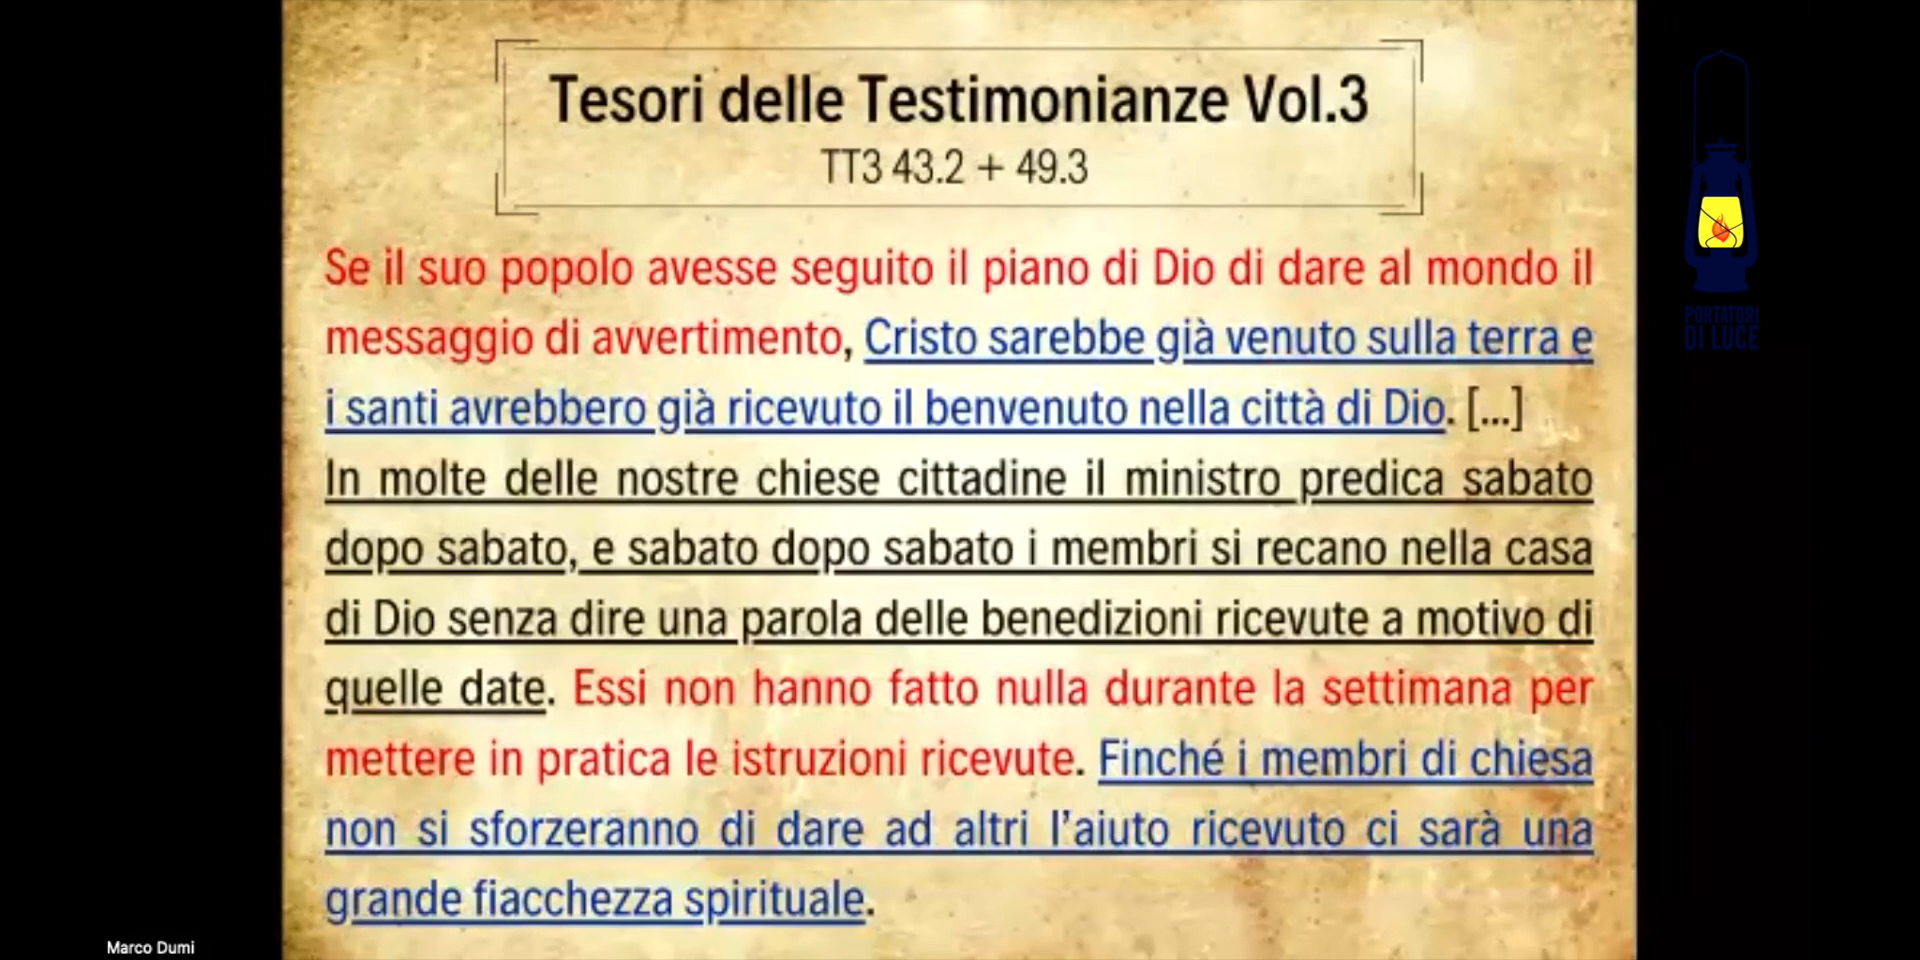 Tesori delle Testimonianze Vol.3
TT3 43.2 + 49.3
Se il suo popolo avesse seguito il piano di Dio di dare al mondo il
messaggio di avvertimento, Cristo sarebbe già venuto sulla terra e
i santi avrebbero già ricevuto il benvenuto nella città di Dio. [...]
In molte delle nostre chiese cittadine il ministro predica sabato
dopo sabato, e sabato dopo sabato i membri si recano nella casa
di Dio senza dire una parola delle benedizioni ricevute a motivo di
quelle date. Essi non hanno fatto nulla durante la settimana per
mettere in pratica le istruzioni ricevute. Finché i membri di chiesa
non si sforzeranno di dare ad altri l'aiuto ricevuto ci sarà una
grande fiacchezza spirituale.
PORTATORI
DI LUCE
Marco Dumi